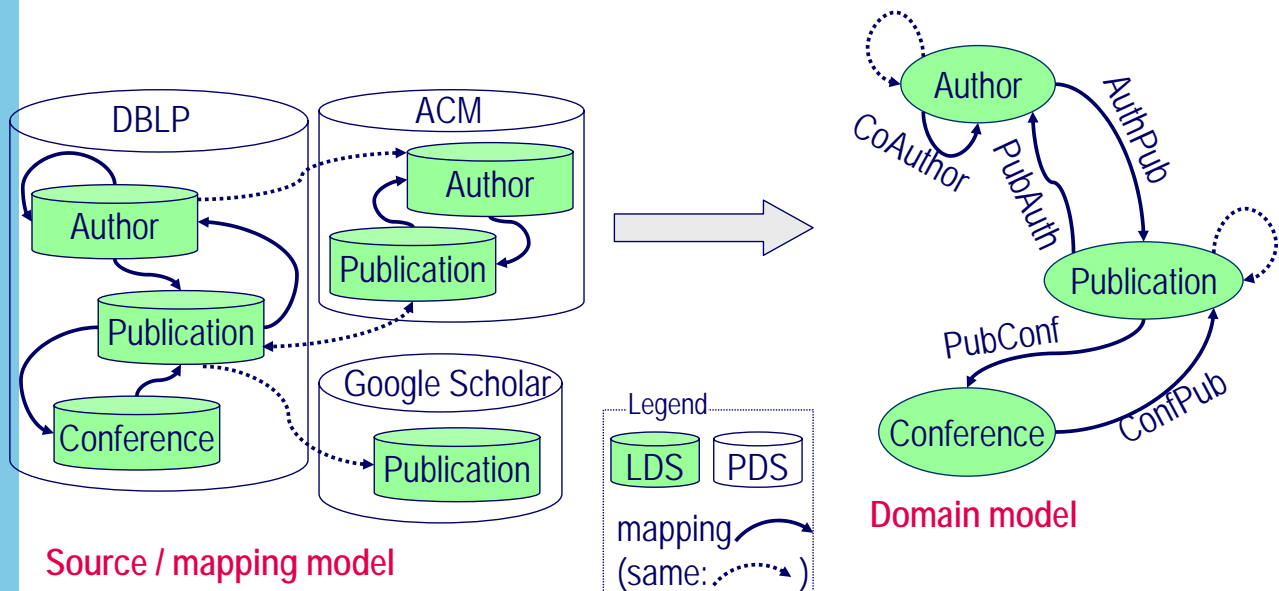 DBLP
Author
Publication
Conference
ACM
Author
Publication
Google Scholar
Publication
Legend
LDS
PDS
mapping
(same: )
Source / mapping model
Author
CoAuthor
PubAuth
AuthPub
Publication
PubConf
ConfPub
Conference
Domain model